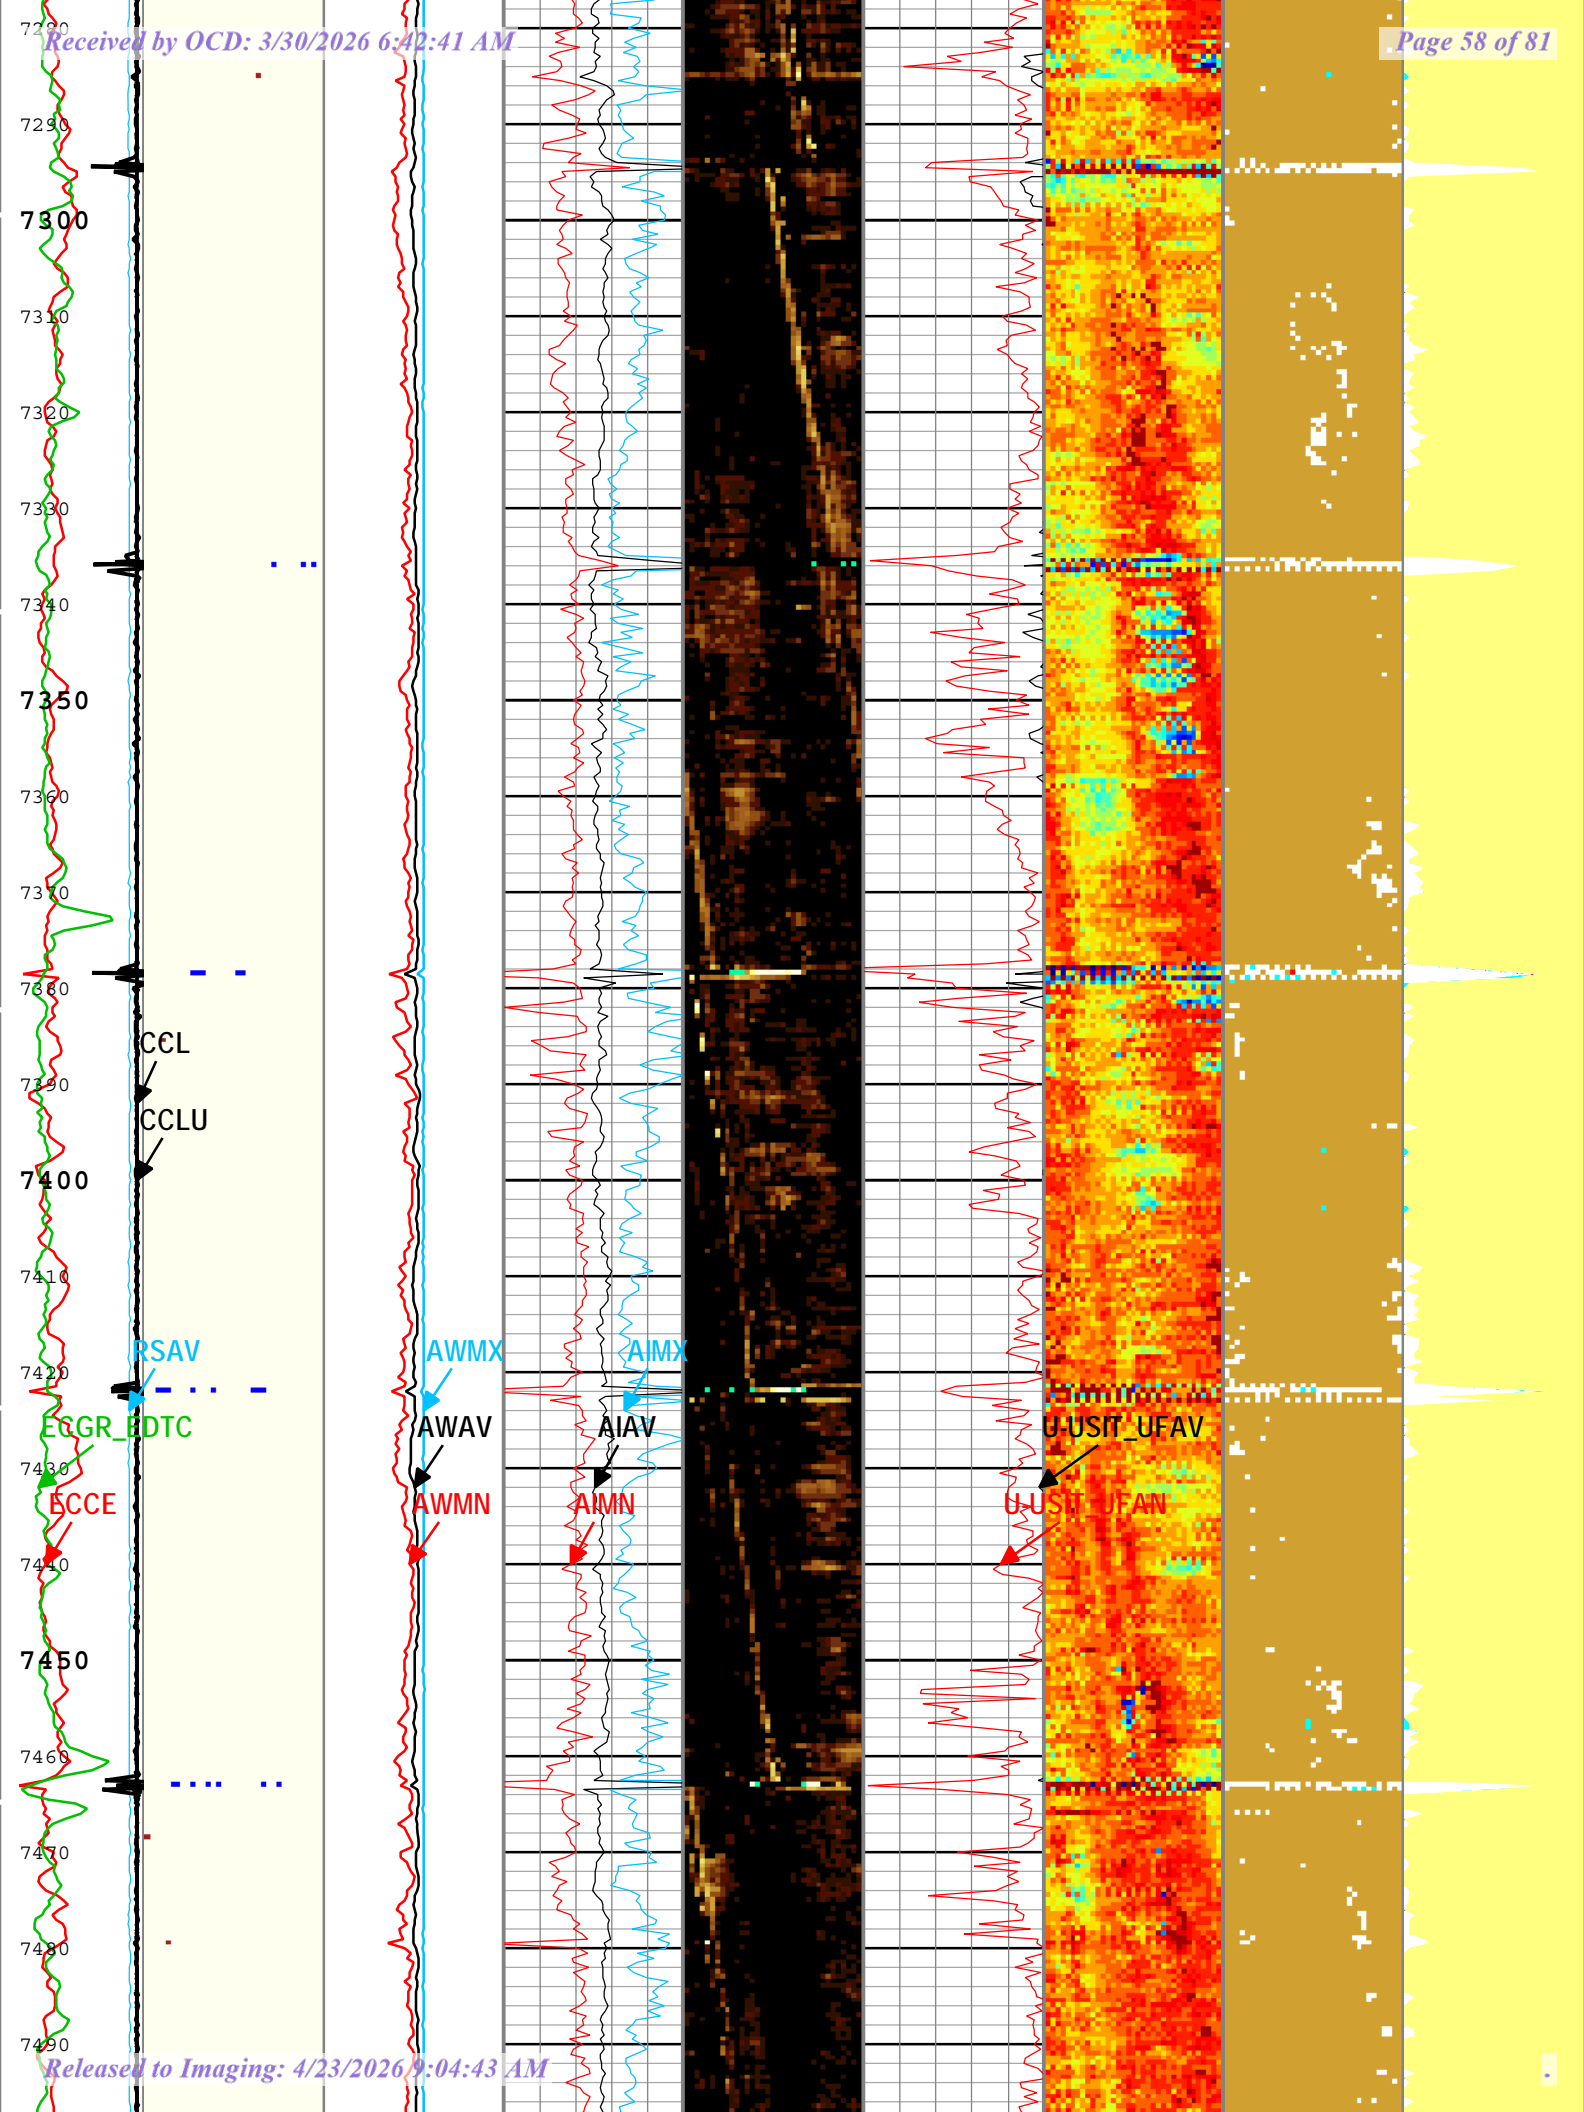 7280
Received by OCD: 3/30/2026 6:42:41 AM
Page 58 of 81
7290
7300
7310
7320
7330
7340
7350
7360
7370
7380
CCL
7390
CCLU
7400
7410
RSAV
AWMX
AIMX
7420
ECGR_EDTC
AWAV
AIAV
U-USIT_UFAV
7430
ECCE
AWMN
AIMN
U-USIT_UFAN
7440
7450
7460
7470
7480
7490
Released to Imaging: 4/23/2026 9:04:43 AM